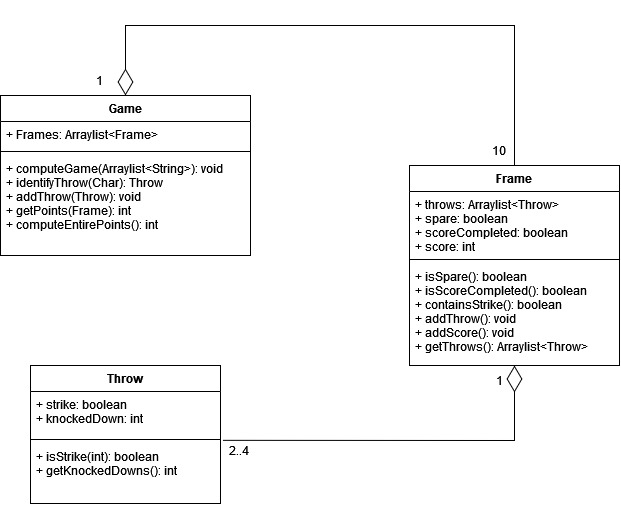 1
Game
+ Frames: Arraylist<Frame>
+ computeGame(Arraylist<String>): void
+ identifyThrow(Char): Throw
+ addThrow(Throw): void
+ getPoints(Frame): int
+ computeEntirePoints(): int
10
Frame
+ throws: Arraylist<Throw>
+ spare: boolean
+ scoreCompleted: boolean
+ score: int
+ isSpare(): boolean
+ isScoreCompleted(): boolean
+ containsStrike(): boolean
+ addThrow(): void
+ addScore(): void
+ getThrows(): Arraylist<Throw>
1
Throw
+ strike: boolean
+ knockedDown: int
+ isStrike(int): boolean
+ getKnockedDowns(): int
2..4